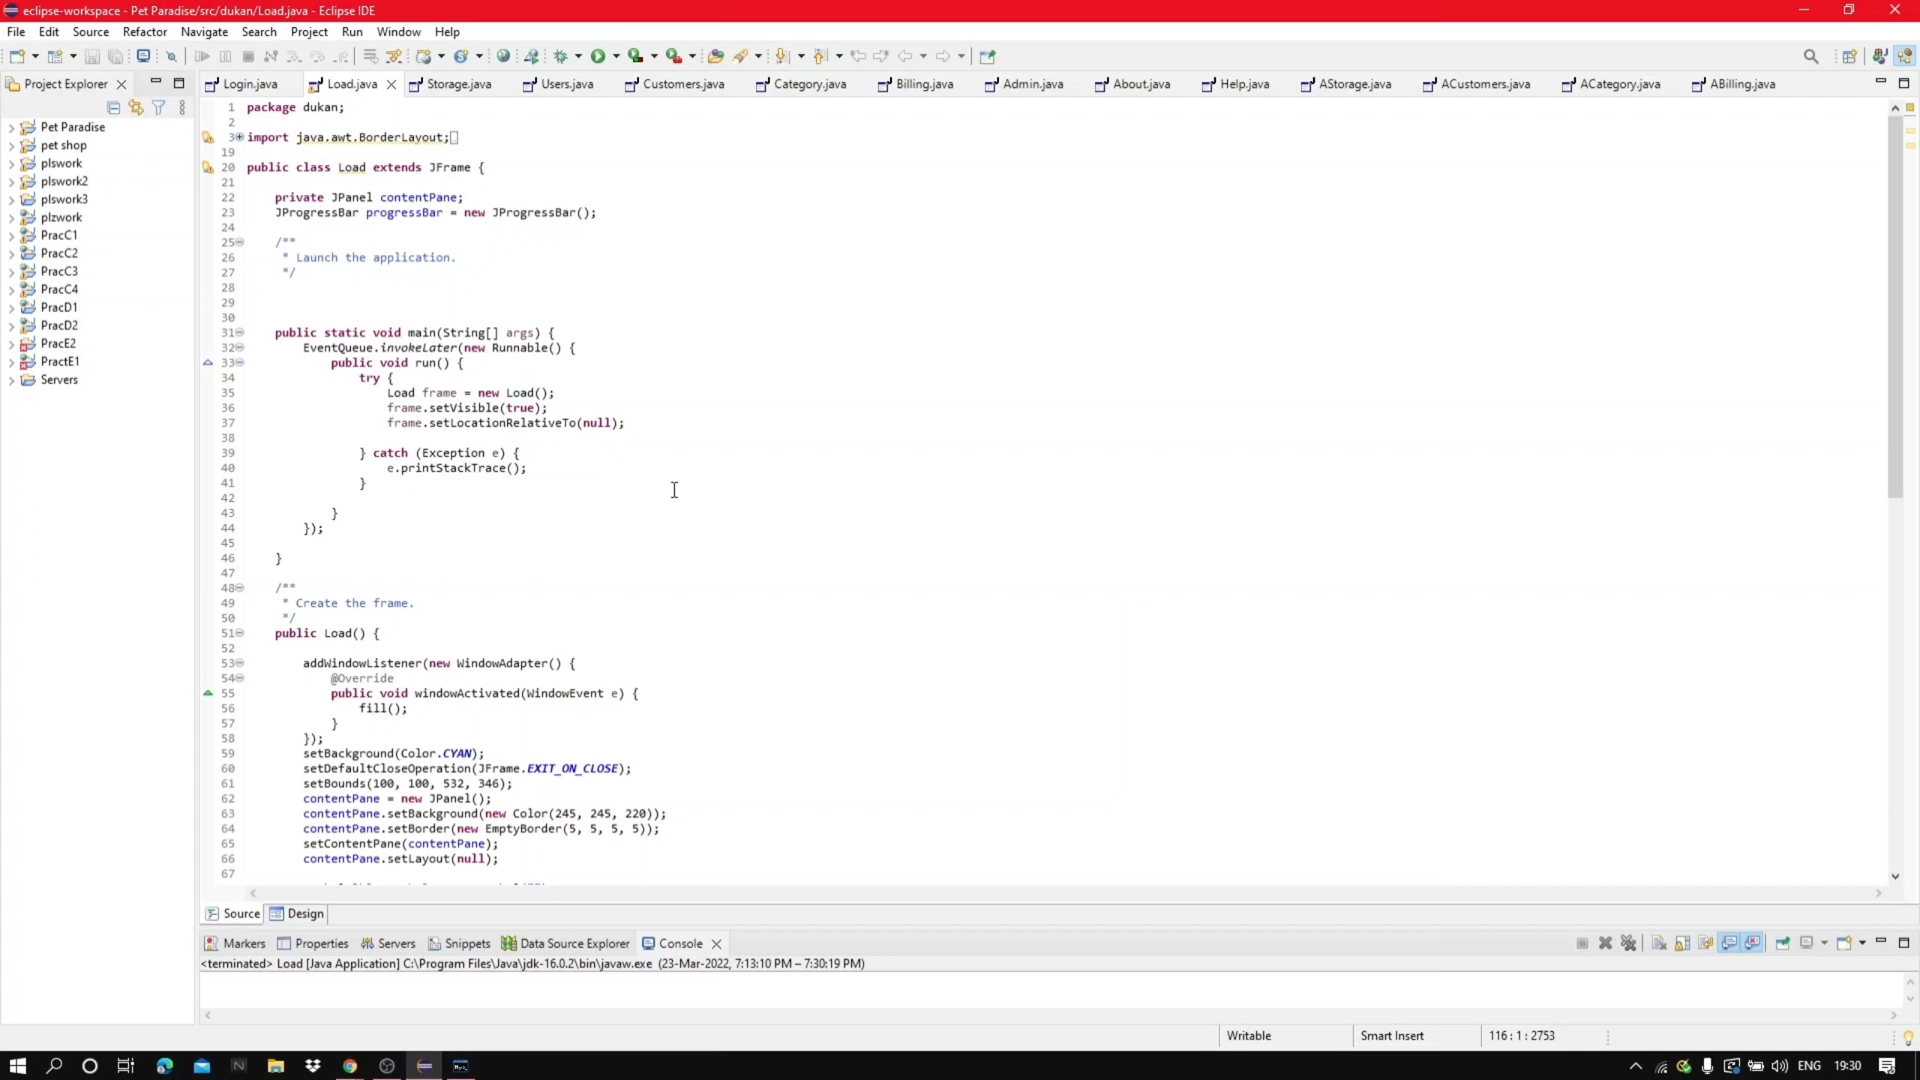 eclipse-workspace - Pet Paradise/src/dukan/Load.java - Eclipse IDE
File Edit Source Refactor Navigate Search Project Run Window Help
Project Explorer
Login.java Load.java Storage.java Users.java Customers.java Category.java Billing.java Admin.java About.java Help.java AStorage.java ACustomers.java ACategory.java ABilling.java
Pet Paradise
pet shop
plswork
plswork2
plswork3
plzwork
PracC1
PracC2
PracC3
PracC4
PracD1
PracD2
PracE2
PractE1
Servers
1 package dukan;
2
3 import java.awt.BorderLayout;
19
20 public class Load extends JFrame {
21
22 private JPanel contentPane;
23 JProgressBar progressBar = new JProgressBar();
24
25 /**
26 * Launch the application.
27 */
28
29
30
31 public static void main(String[] args) {
32 EventQueue.invokeLater(new Runnable() {
33 public void run() {
34 try {
35 Load frame = new Load();
36 frame.setVisible(true);
37 frame.setLocationRelativeTo(null);
38
39 } catch (Exception e) {
40 e.printStackTrace();
41 }
42
43 }
44 });
45
46 }
47
48 /**
49 * Create the frame.
50 */
51 public Load() {
52
53 addWindowListener(new WindowAdapter() {
54 @Override
55 public void windowActivated(WindowEvent e) {
56 fill();
57 }
58 });
59 setBackground(Color.CYAN);
60 setDefaultCloseOperation(JFrame.EXIT_ON_CLOSE);
61 setBounds(100, 100, 532, 346);
62 contentPane = new JPanel();
63 contentPane.setBackground(new Color(245, 245, 220));
64 contentPane.setBorder(new EmptyBorder(5, 5, 5, 5));
65 setContentPane(contentPane);
66 contentPane.setLayout(null);
67
Source Design
Markers Properties Servers Snippets Data Source Explorer Console
<terminated> Load [Java Application] C:\Program Files\Java\jdk-16.0.2\bin\javaw.exe (23-Mar-2022, 7:13:10 PM – 7:30:19 PM)
Writable Smart Insert 116 : 1 : 2753
ENG 19:30